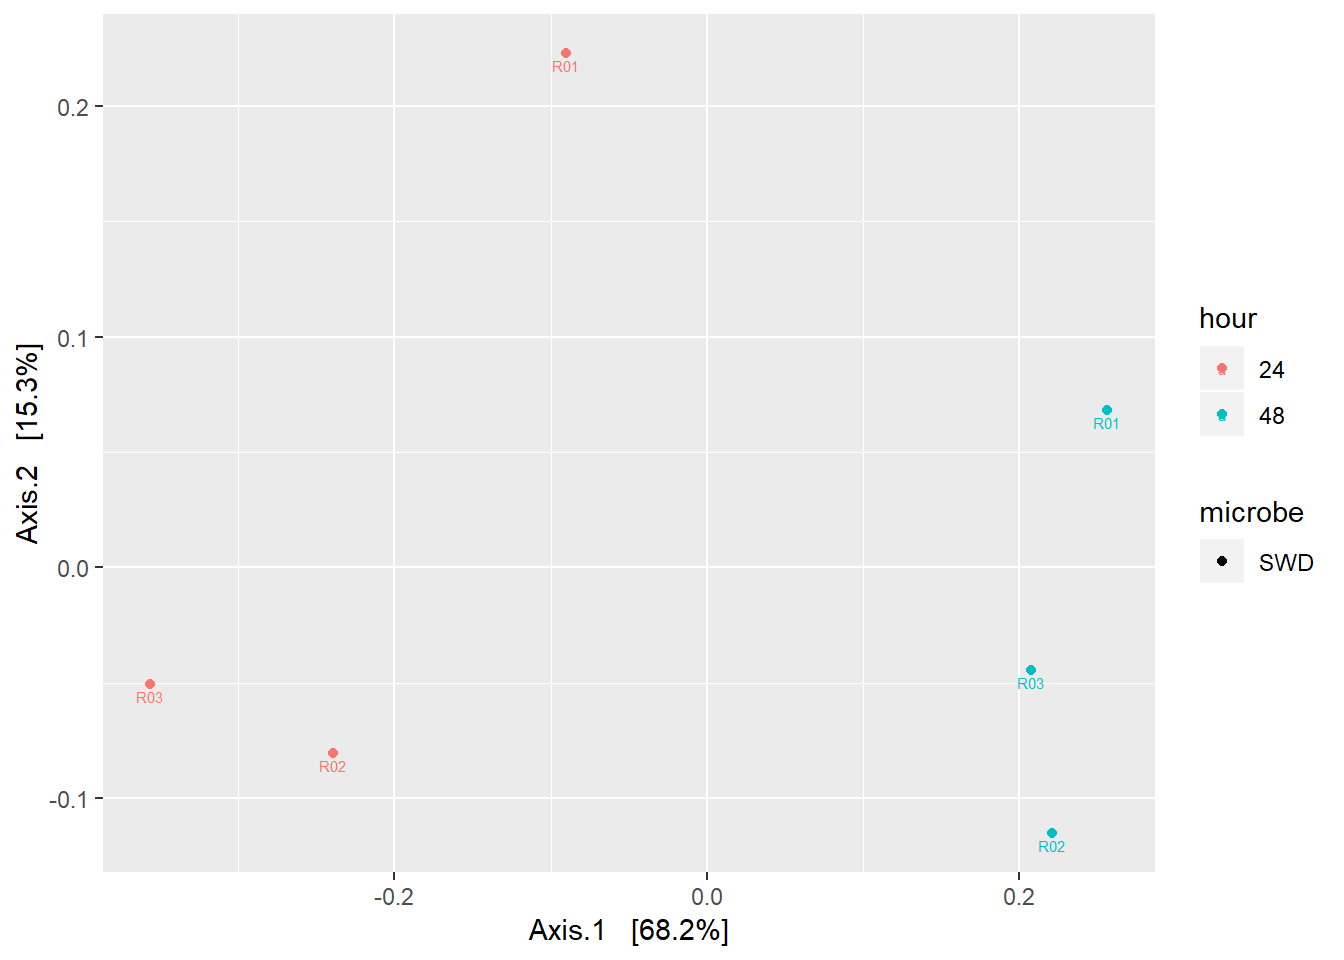 R01
0.2
hour
24
0.1
Axis.2 [15.3%]
48
R01
microbe
SWD
0.0
R03
R03
R02
-0.1
R02
-0.2
0.0
0.2
Axis.1 [68.2%]